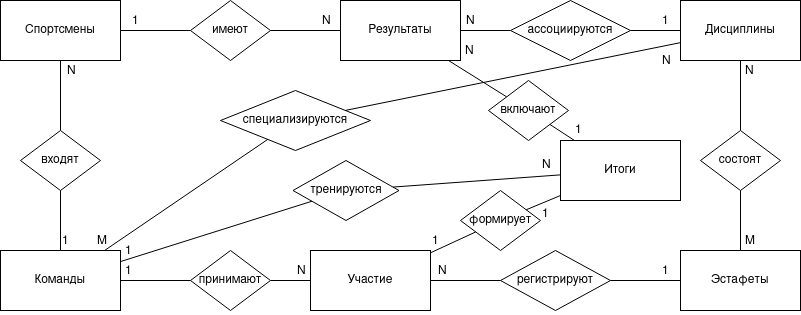 Спортсмены 1 имеют N Результаты N ассоциируются 1 Дисциплины
N N N N
специализируются включают
1
входят N тренируются Итоги состоят
формирует 1
1 M 1 1 M
Команды 1 принимают N Участие N регистрируют 1 Эстафеты